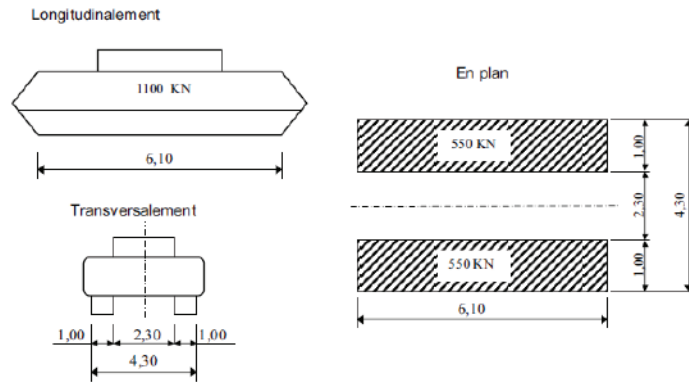 Longitudinalement
1100 KN
6,10
Transversalement
1,00
2,30
1,00
4,30
En plan
550 KN
550 KN
1,00
2,30
1,00
4,30
6,10